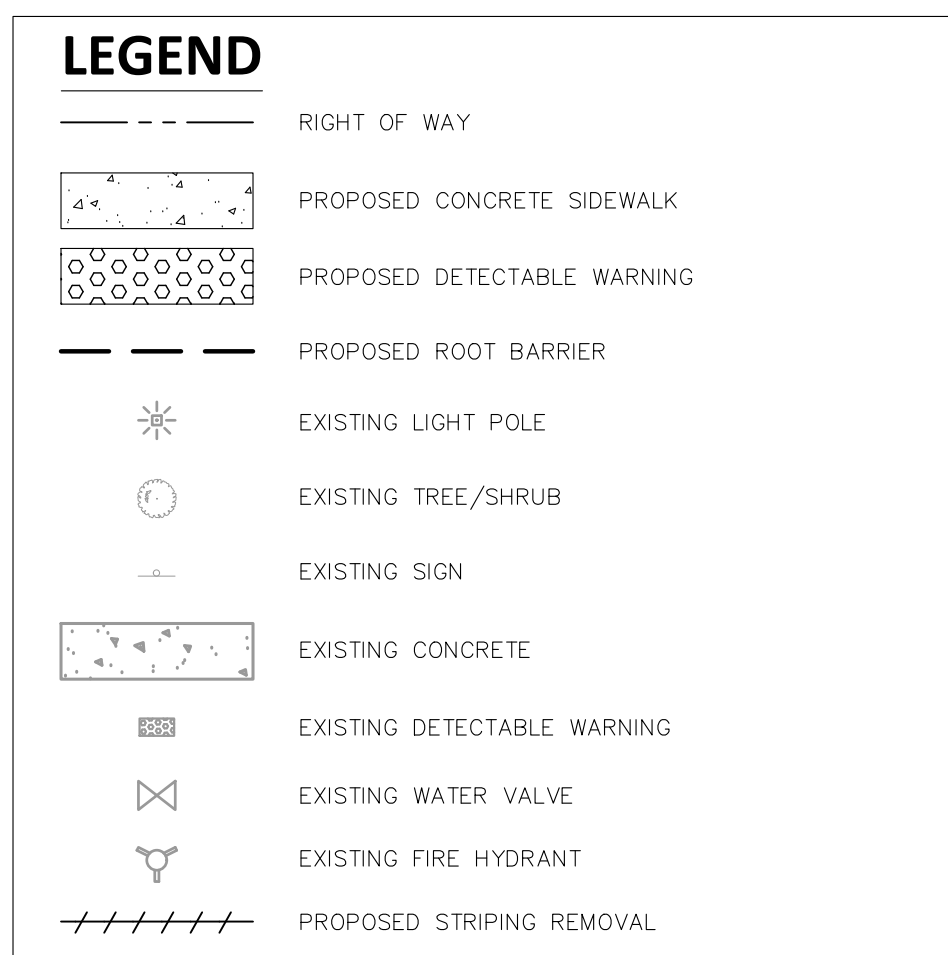 LEGEND
RIGHT OF WAY
PROPOSED CONCRETE SIDEWALK
PROPOSED DETECTABLE WARNING
PROPOSED ROOT BARRIER
EXISTING LIGHT POLE
EXISTING TREE/SHRUB
EXISTING SIGN
EXISTING CONCRETE
EXISTING DETECTABLE WARNING
EXISTING WATER VALVE
EXISTING FIRE HYDRANT
PROPOSED STRIPING REMOVAL